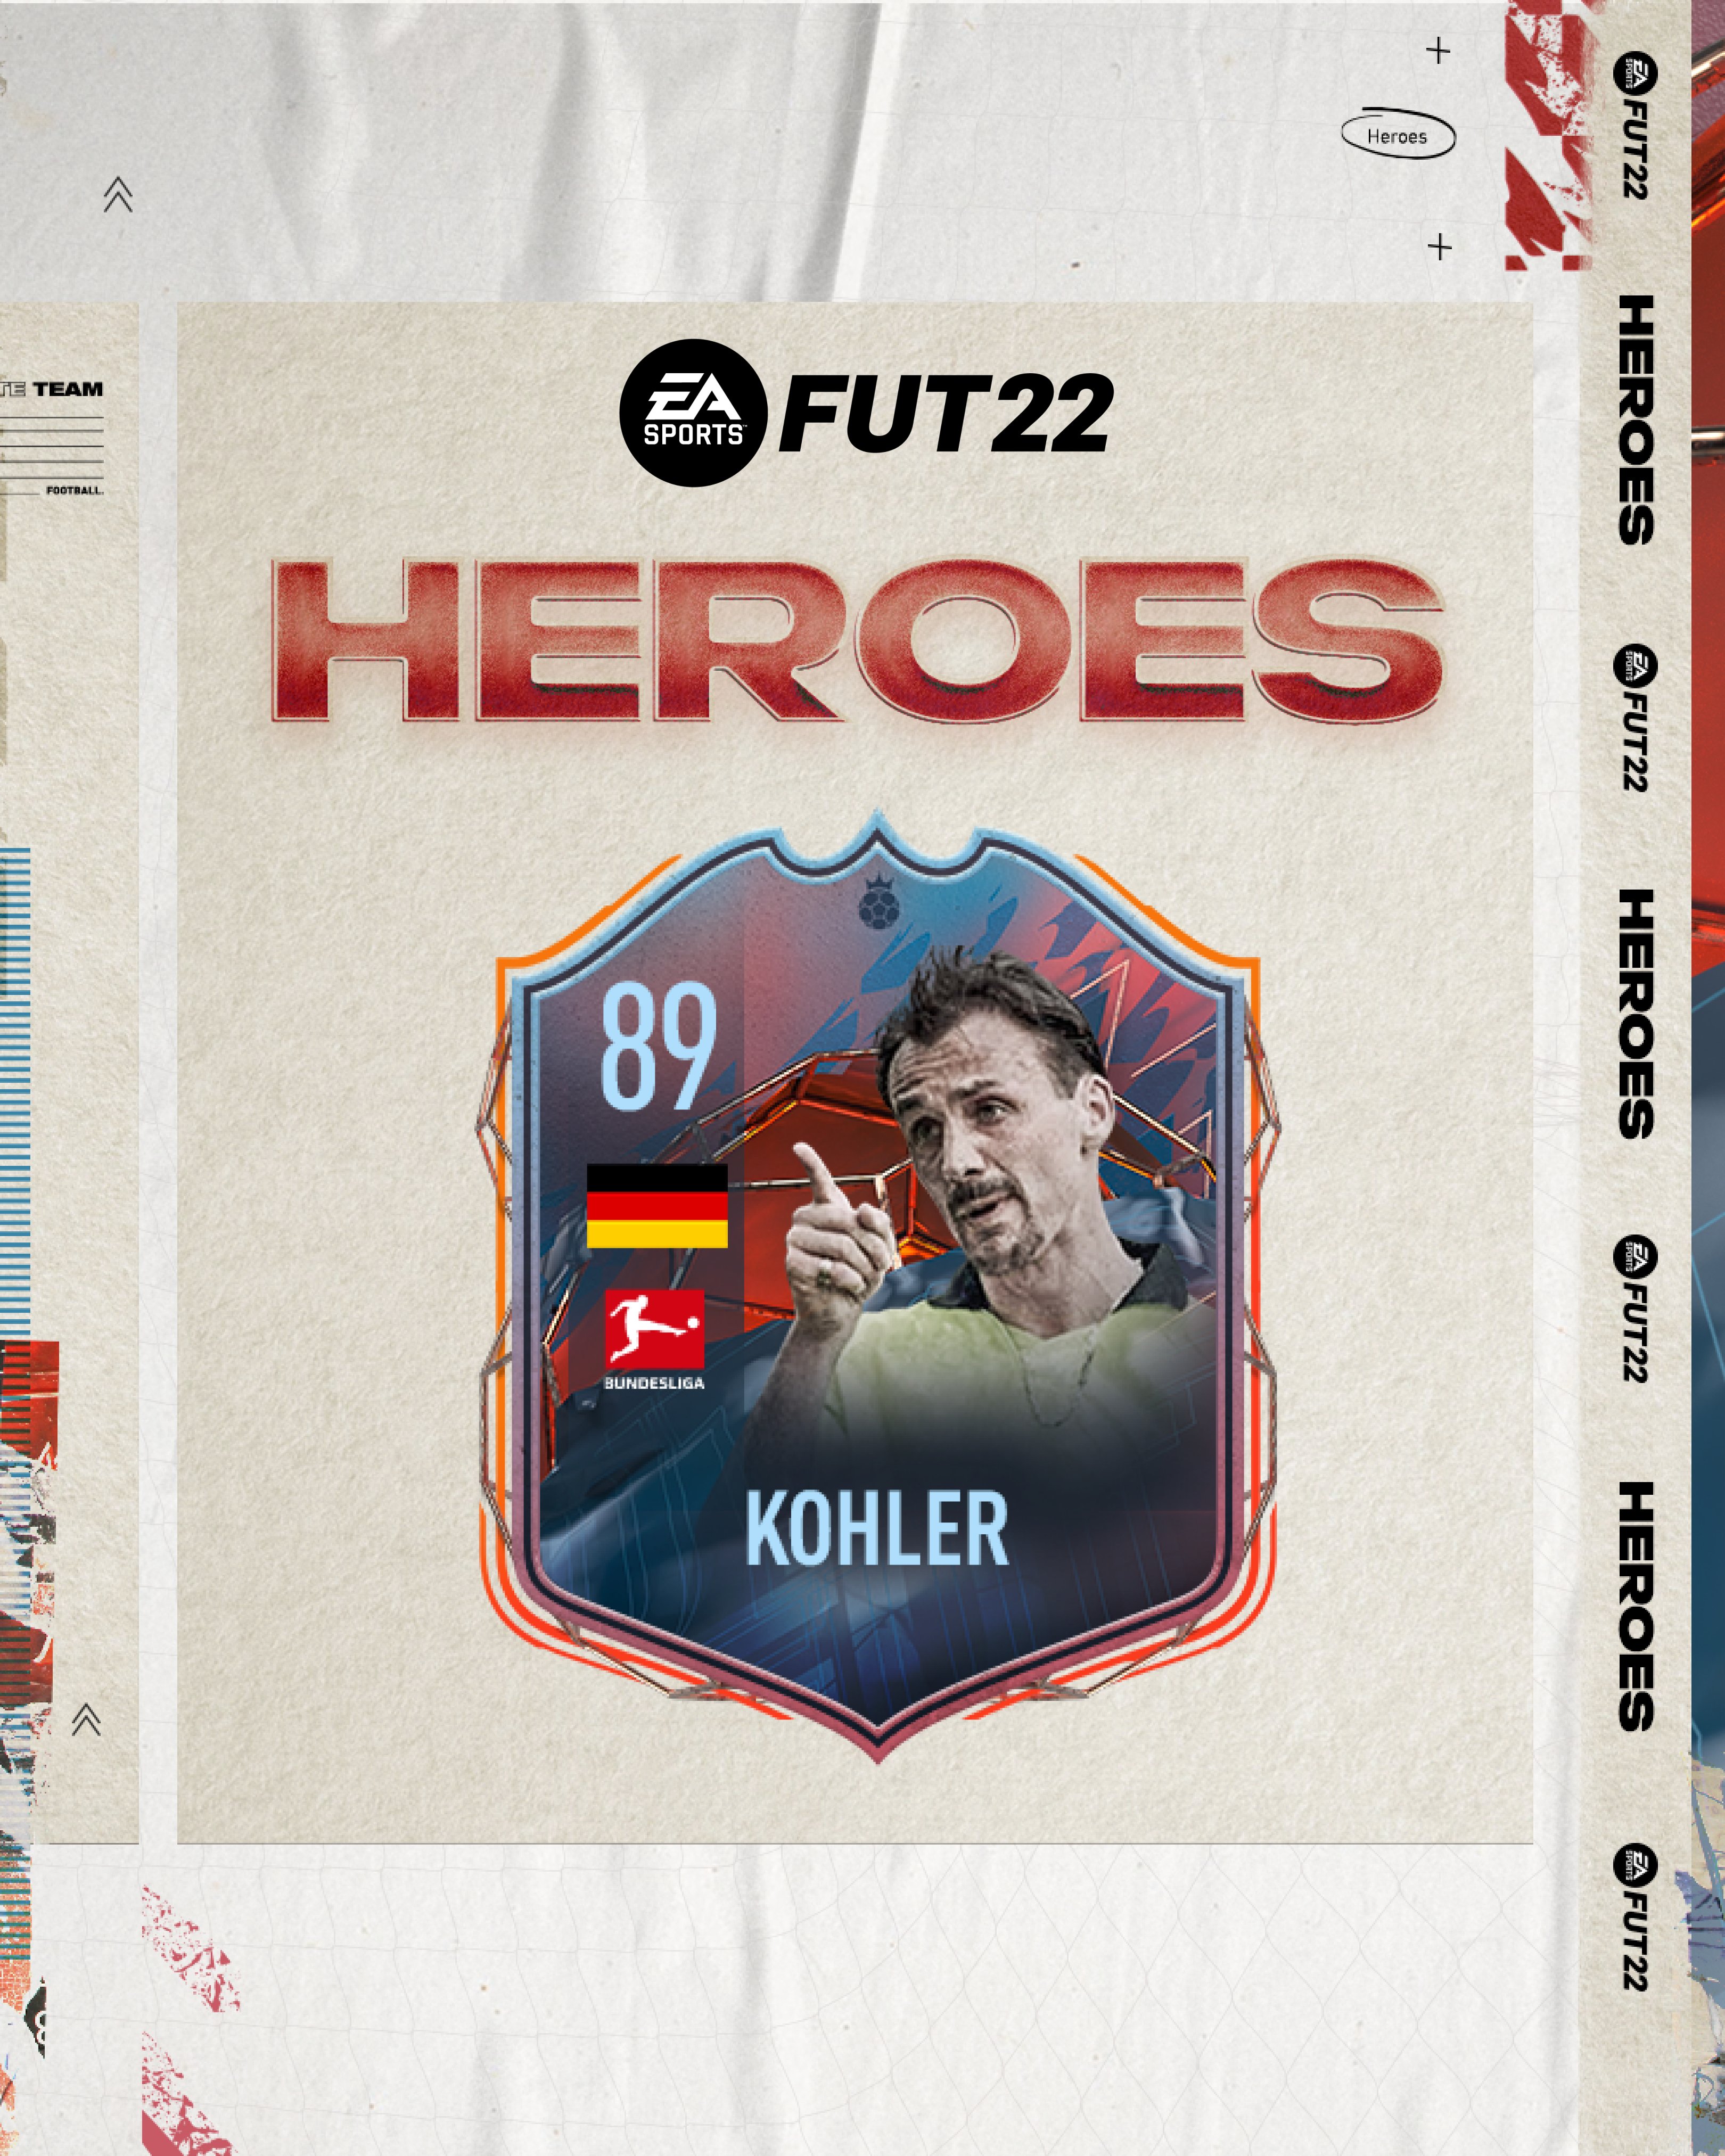 Heroes
TE TEAM
FOOTBALL.
EA
SPORTS
FUT22
HEROES
89
BUNDESLIGA
KOHLER
EA SPORTS FUT22
HEROES
EA SPORTS FUT22
HEROES
EA SPORTS FUT22
HEROES
EA SPORTS FUT22